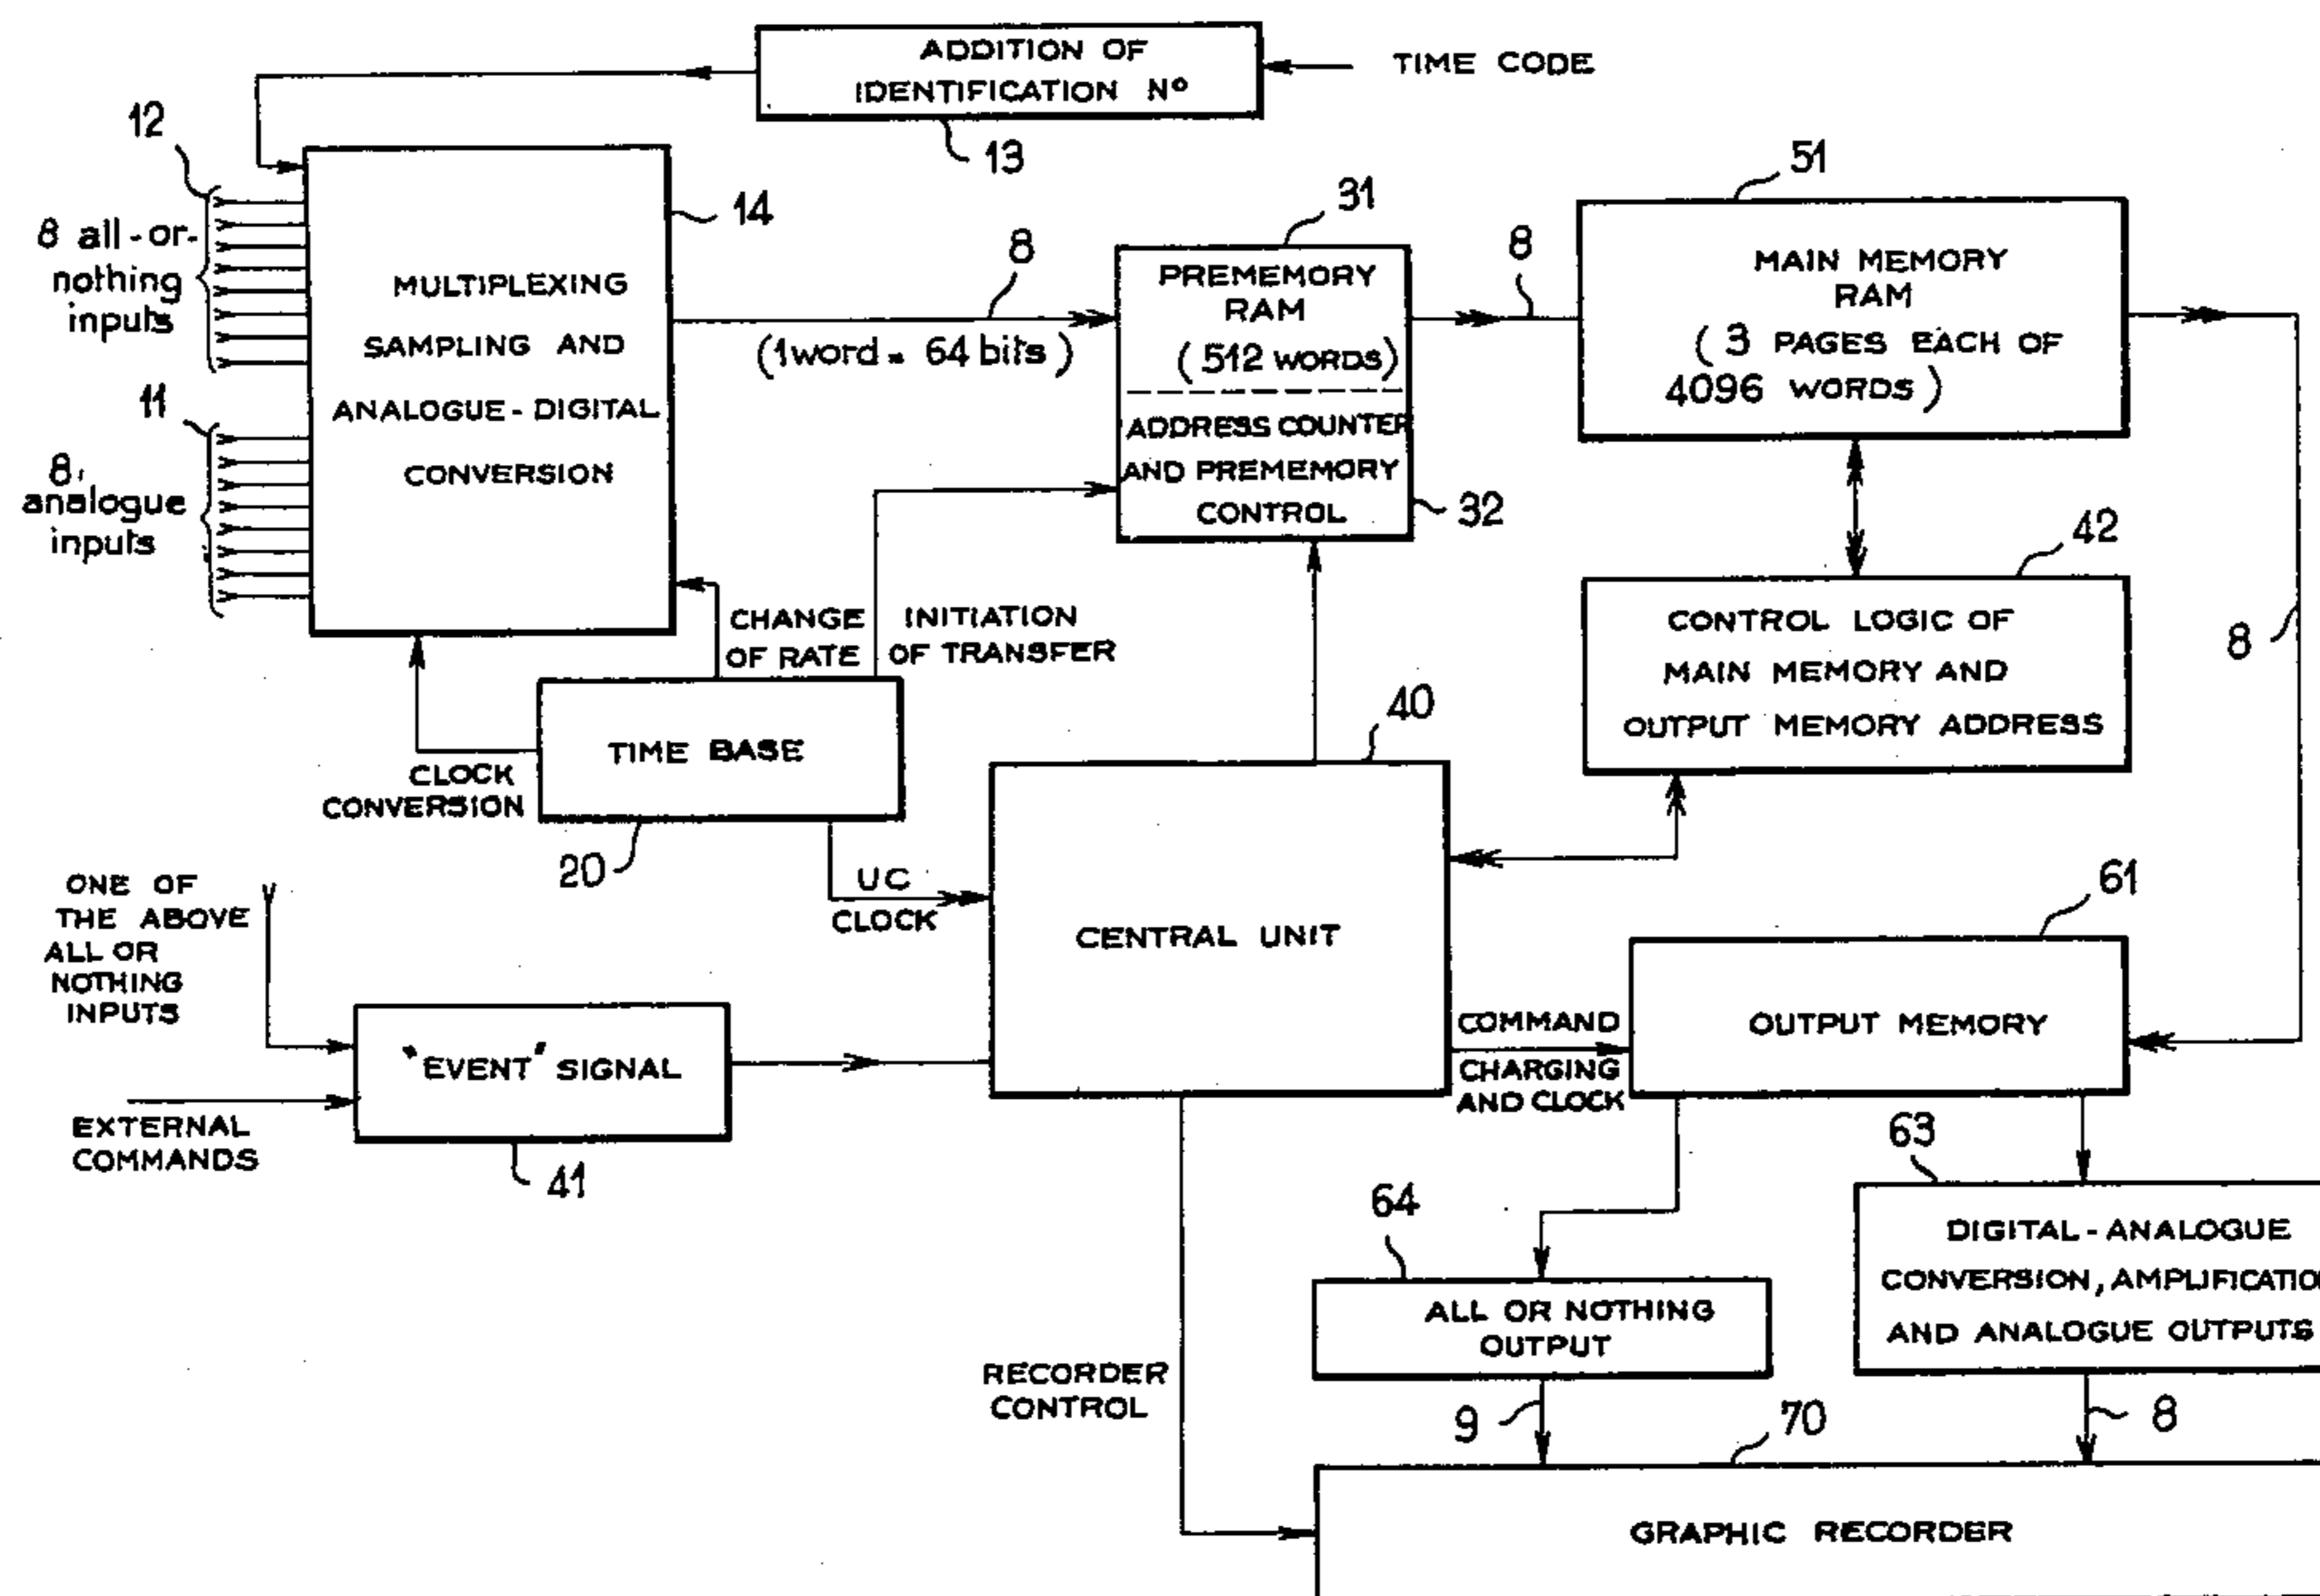 ADDITION OF
IDENTIFICATION Nº
TIME CODE
13
12
8 all-or-
nothing
inputs
11
8
analogue
inputs
14
MULTIPLEXING
SAMPLING AND
ANALOGUE-DIGITAL
CONVERSION
8
(1 word = 64 bits)
31
PREMEMORY
RAM
(512 WORDS)
ADDRESS COUNTER
AND PREMEMORY
CONTROL
32
8
51
MAIN MEMORY
RAM
(3 PAGES EACH OF
4096 WORDS)
8
42
CONTROL LOGIC OF
MAIN MEMORY AND
OUTPUT MEMORY ADDRESS
CHANGE
OF RATE
INITIATION
OF TRANSFER
TIME BASE
20
CLOCK
CONVERSION
UC
CLOCK
40
CENTRAL UNIT
ONE OF
THE ABOVE
ALL OR
NOTHING
INPUTS
EXTERNAL
COMMANDS
"EVENT" SIGNAL
41
COMMAND
CHARGING
AND CLOCK
61
OUTPUT MEMORY
64
ALL OR NOTHING
OUTPUT
63
DIGITAL-ANALOGUE
CONVERSION, AMPLIFICATIO
AND ANALOGUE OUTPUTS
RECORDER
CONTROL
9
70
8
GRAPHIC RECORDER